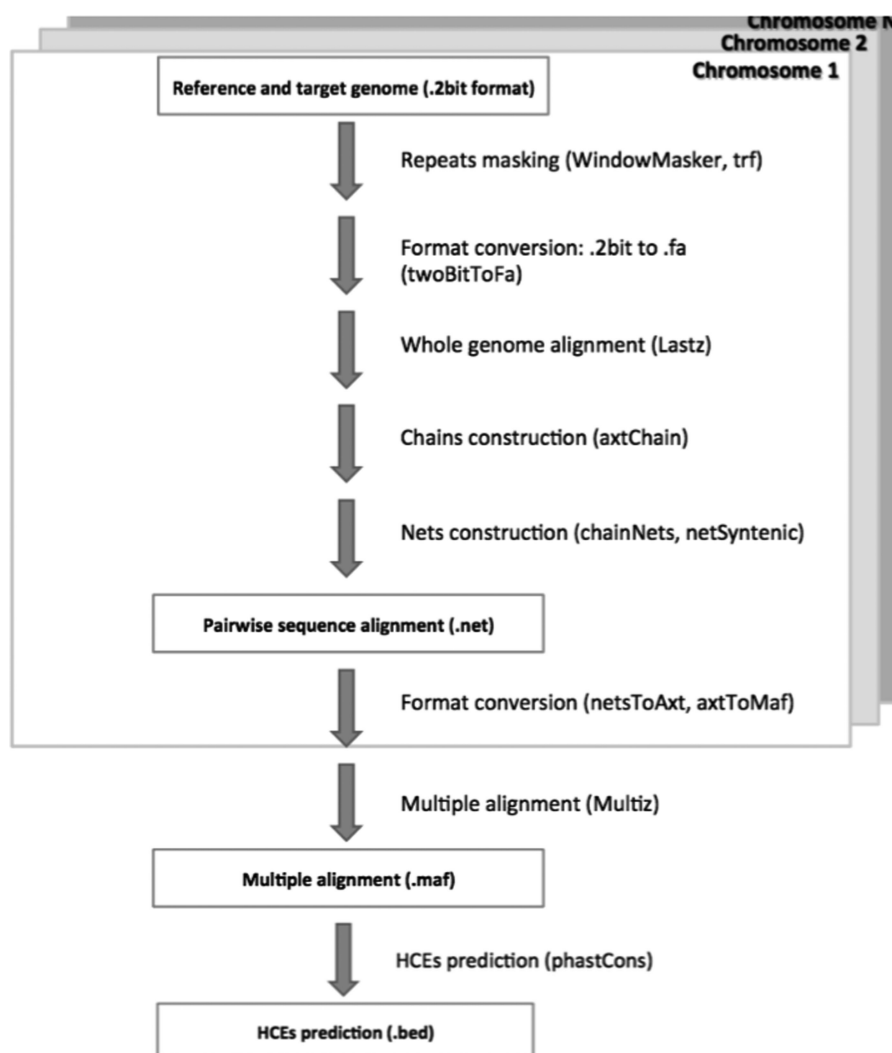 Chromosome N
Chromosome 2
Chromosome 1
Reference and target genome (.2bit format)
Repeats masking (WindowMasker, trf)
Format conversion: .2bit to .fa
(twoBitToFa)
Whole genome alignment (Lastz)
Chains construction (axtChain)
Nets construction (chainNets, netSyntenic)
Pairwise sequence alignment (.net)
Format conversion (netsToAxt, axtToMaf)
Multiple alignment (Multiz)
Multiple alignment (.maf)
HCEs prediction (phastCons)
HCEs prediction (.bed)